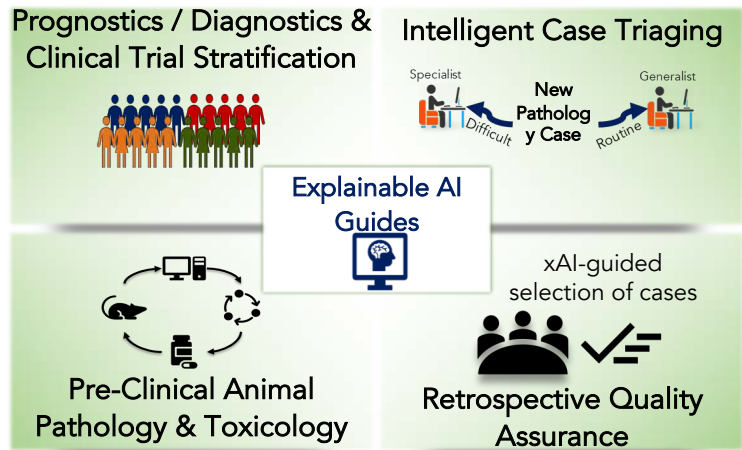 Prognostics / Diagnostics &
Clinical Trial Stratification
Intelligent Case Triaging
Specialist
Generalist
New
Patholog
y Case
Difficult
Routine
Explainable AI
Guides
xAI-guided
selection of cases
Pre-Clinical Animal
Pathology & Toxicology
Retrospective Quality
Assurance